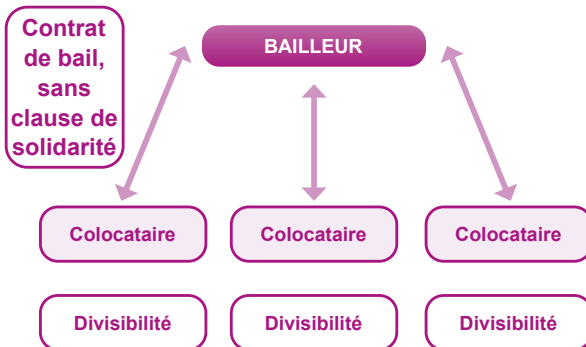 Contrat
de bail,
sans
clause de
solidarité
BAILLEUR
Colocataire
Colocataire
Colocataire
Divisibilité
Divisibilité
Divisibilité